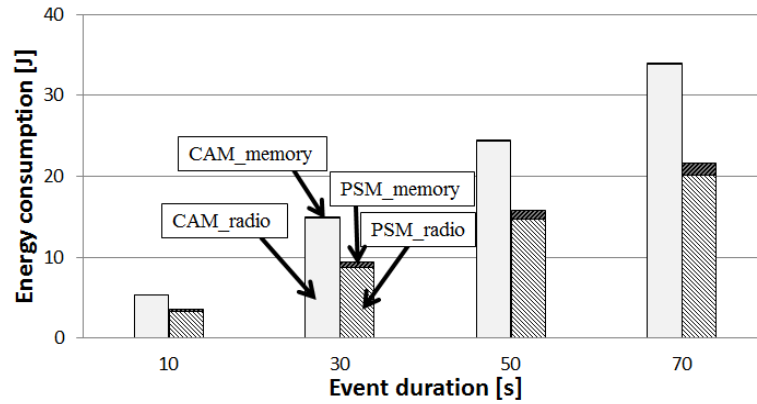 Energy consumption [J]
40
30
20
10
0
CAM_memory
PSM_memory
CAM_radio
PSM_radio
10
30
50
70
Event duration [s]